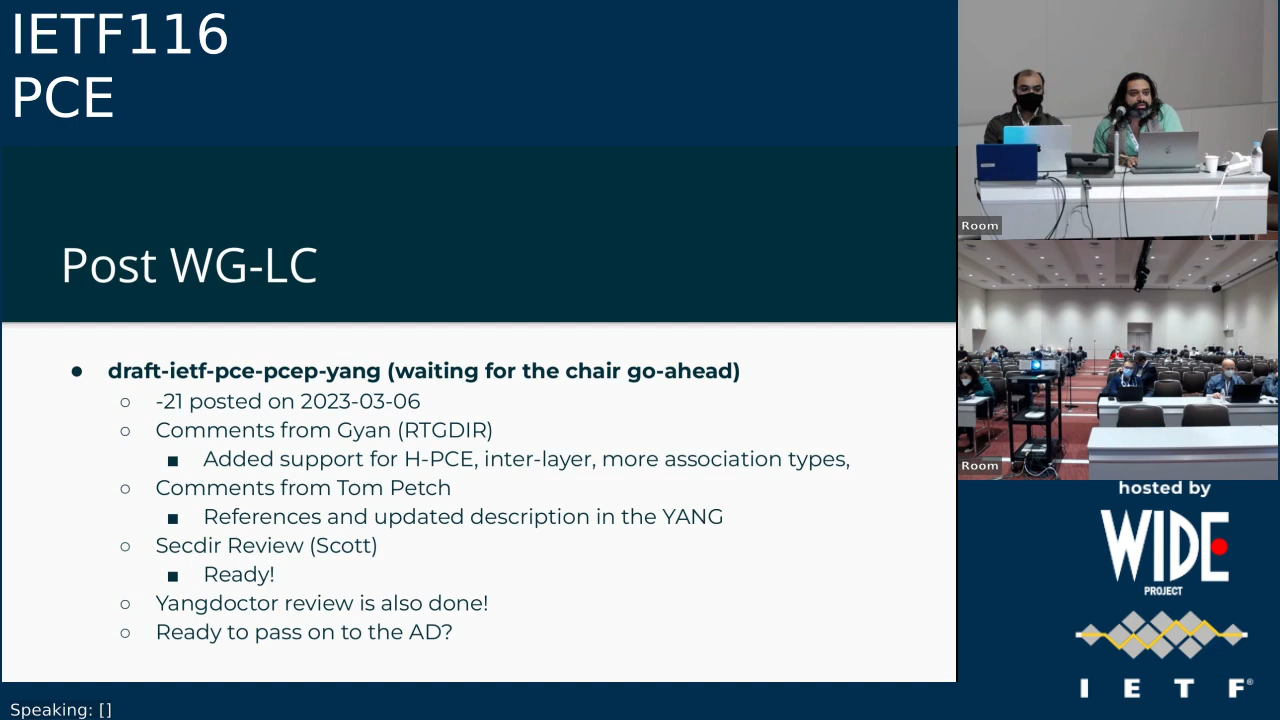 IETF116
PCE
Post WG-LC
● draft-ietf-pce-pcep-yang (waiting for the chair go-ahead)
○ -21 posted on 2023-03-06
○ Comments from Gyan (RTGDIR)
■ Added support for H-PCE, inter-layer, more association types,
○ Comments from Tom Petch
■ References and updated description in the YANG
○ Secdir Review (Scott)
■ Ready!
○ Yangdoctor review is also done!
○ Ready to pass on to the AD?
Speaking: []
Room
Room
hosted by
WIDE
PROJECT
I E T F®